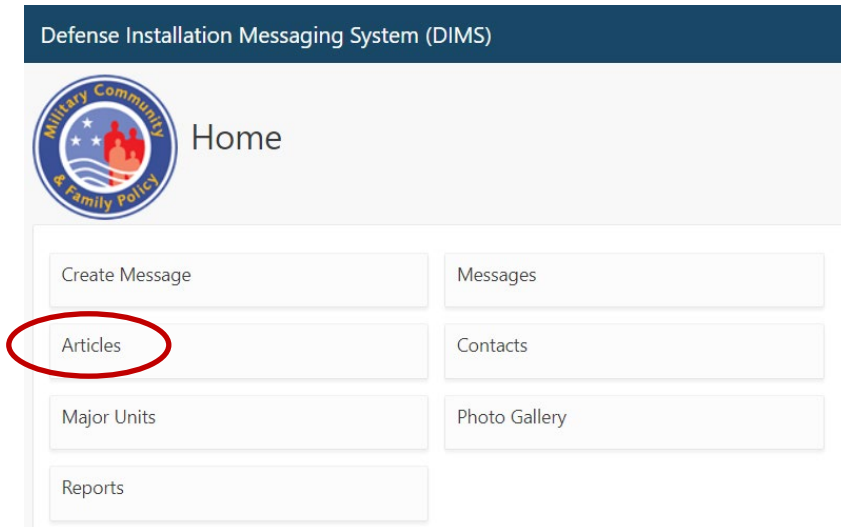 Defense Installation Messaging System (DIMS)
Military Community
& Family Policy
Home
Create Message
Messages
Articles
Contacts
Major Units
Photo Gallery
Reports